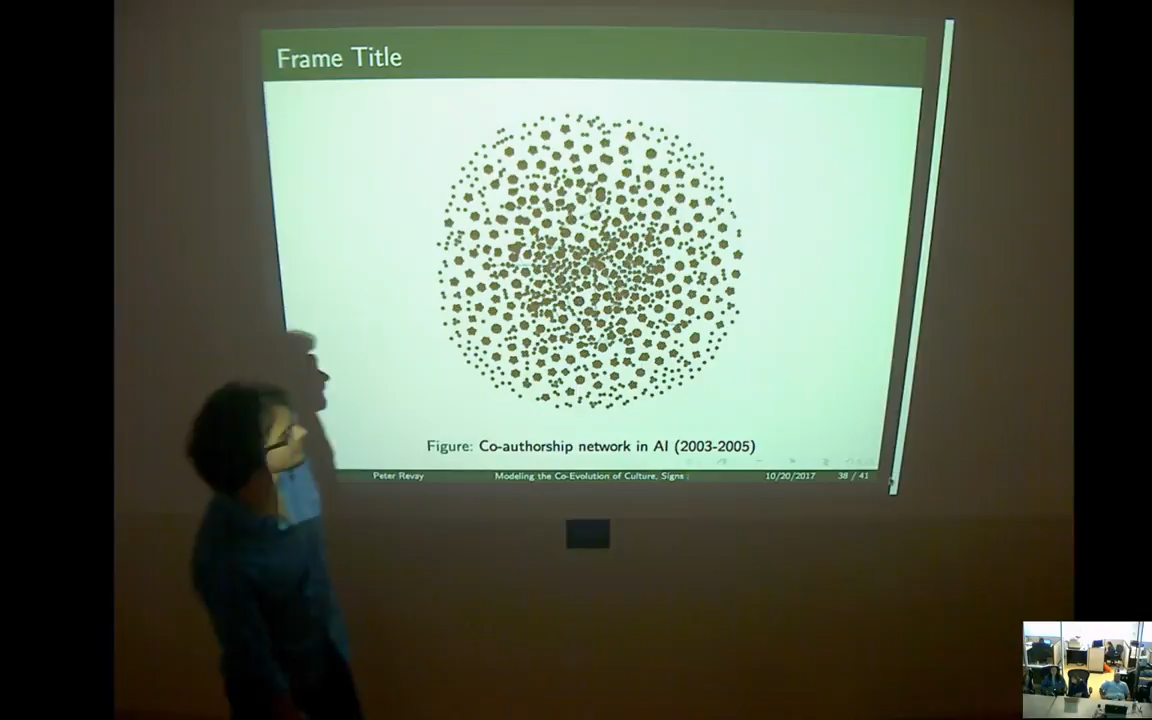 Frame Title
Figure: Co-authorship network in AI (2003-2005)
Peter Revay Modeling the Co-Evolution of Culture, Signs 10/20/2017 38 / 41